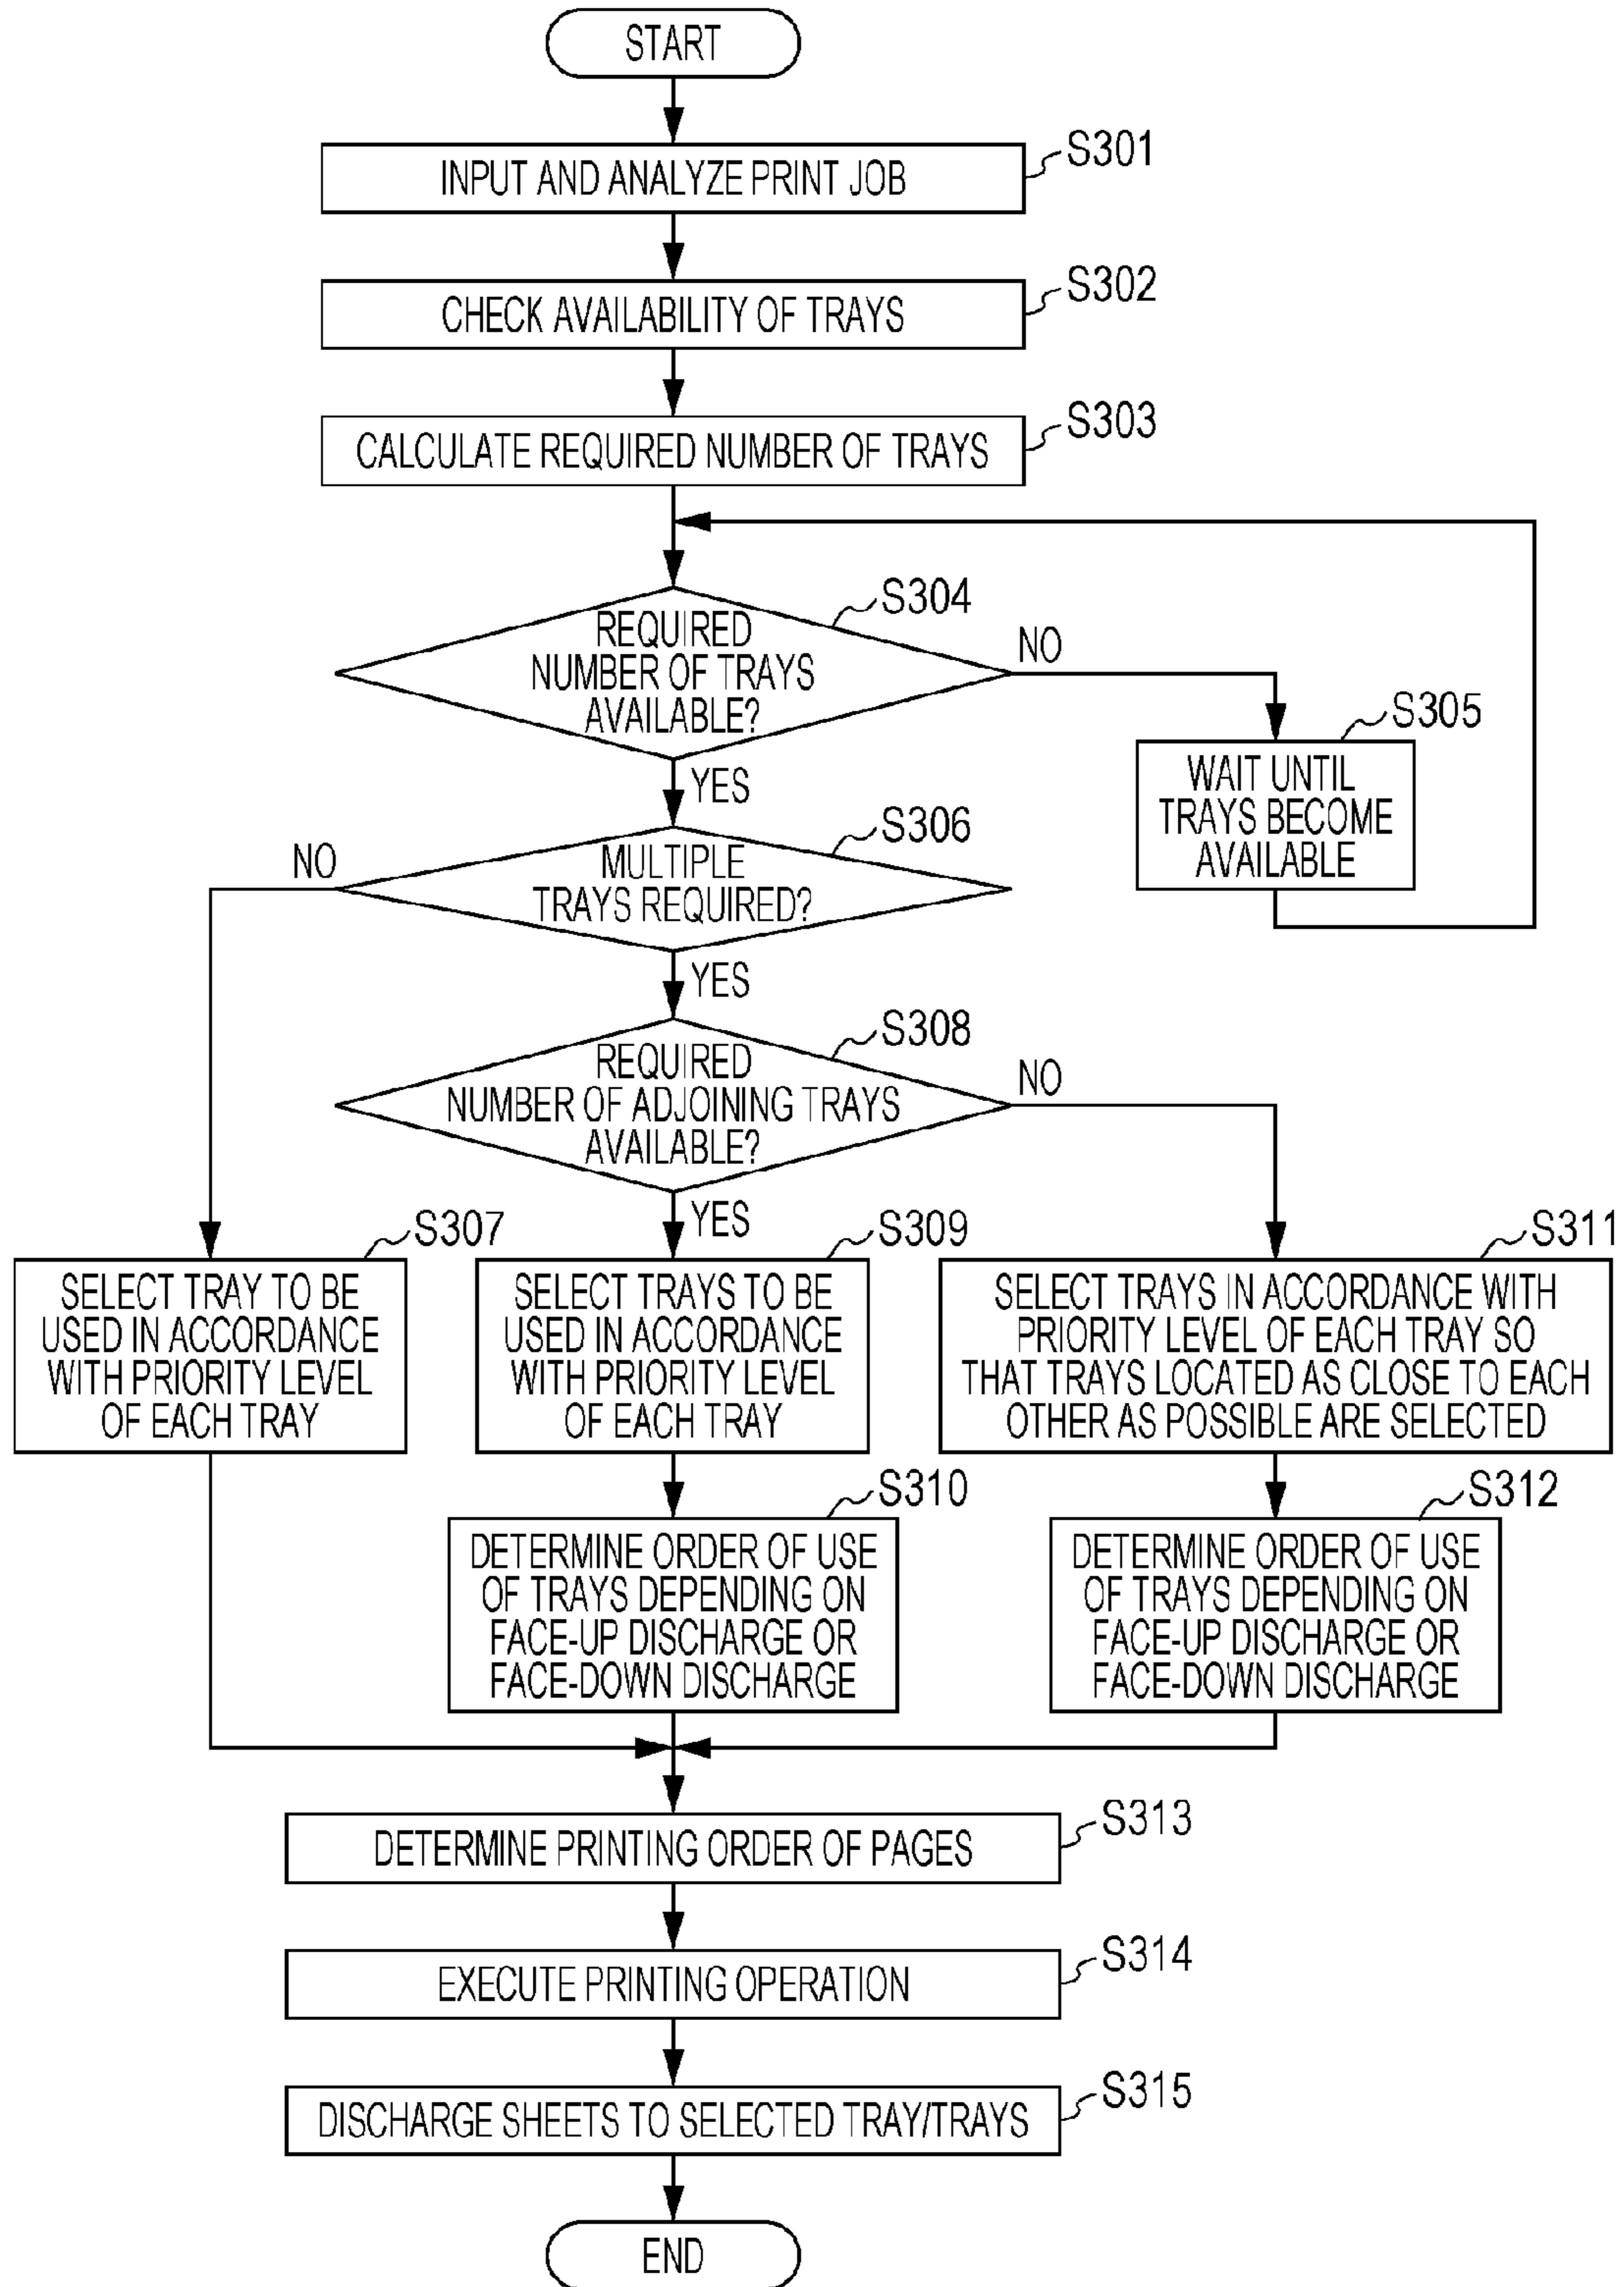 START
INPUT AND ANALYZE PRINT JOB
S301
CHECK AVAILABILITY OF TRAYS
S302
CALCULATE REQUIRED NUMBER OF TRAYS
S303
REQUIRED
NUMBER OF TRAYS
AVAILABLE?
S304
NO
S305
WAIT UNTIL
TRAYS BECOME
AVAILABLE
YES
S306
MULTIPLE
TRAYS REQUIRED?
NO
YES
S308
REQUIRED
NUMBER OF ADJOINING TRAYS
AVAILABLE?
NO
YES
S307
SELECT TRAY TO BE
USED IN ACCORDANCE
WITH PRIORITY LEVEL
OF EACH TRAY
S309
SELECT TRAYS TO BE
USED IN ACCORDANCE
WITH PRIORITY LEVEL
OF EACH TRAY
S311
SELECT TRAYS IN ACCORDANCE WITH
PRIORITY LEVEL OF EACH TRAY SO
THAT TRAYS LOCATED AS CLOSE TO EACH
OTHER AS POSSIBLE ARE SELECTED
S310
DETERMINE ORDER OF USE
OF TRAYS DEPENDING ON
FACE-UP DISCHARGE OR
FACE-DOWN DISCHARGE
S312
DETERMINE ORDER OF USE
OF TRAYS DEPENDING ON
FACE-UP DISCHARGE OR
FACE-DOWN DISCHARGE
S313
DETERMINE PRINTING ORDER OF PAGES
S314
EXECUTE PRINTING OPERATION
S315
DISCHARGE SHEETS TO SELECTED TRAY/TRAYS
END